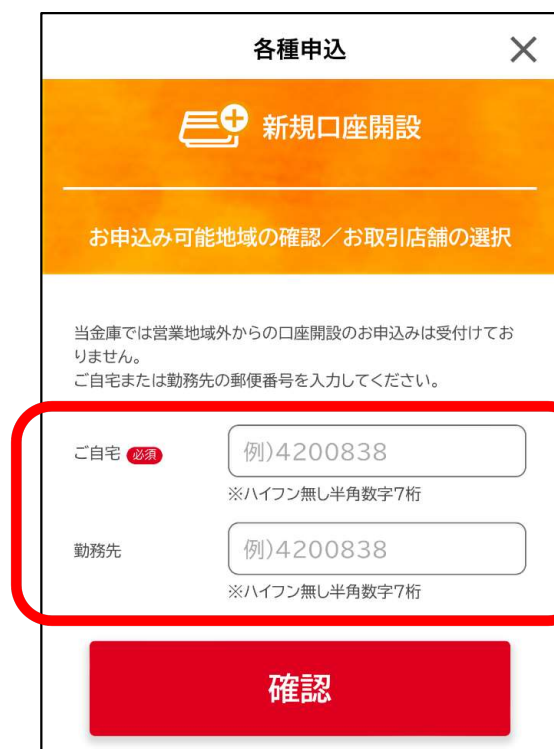 各種申込
新規口座開設
お申込み可能地域の確認／お取引店舗の選択
当金庫では営業地域外からの口座開設のお申込みは受付けてお
りません。
ご自宅または勤務先の郵便番号を入力してください。
ご自宅 必須 例)4200838
※ハイフン無し半角数字7桁
勤務先 例)4200838
※ハイフン無し半角数字7桁
確認